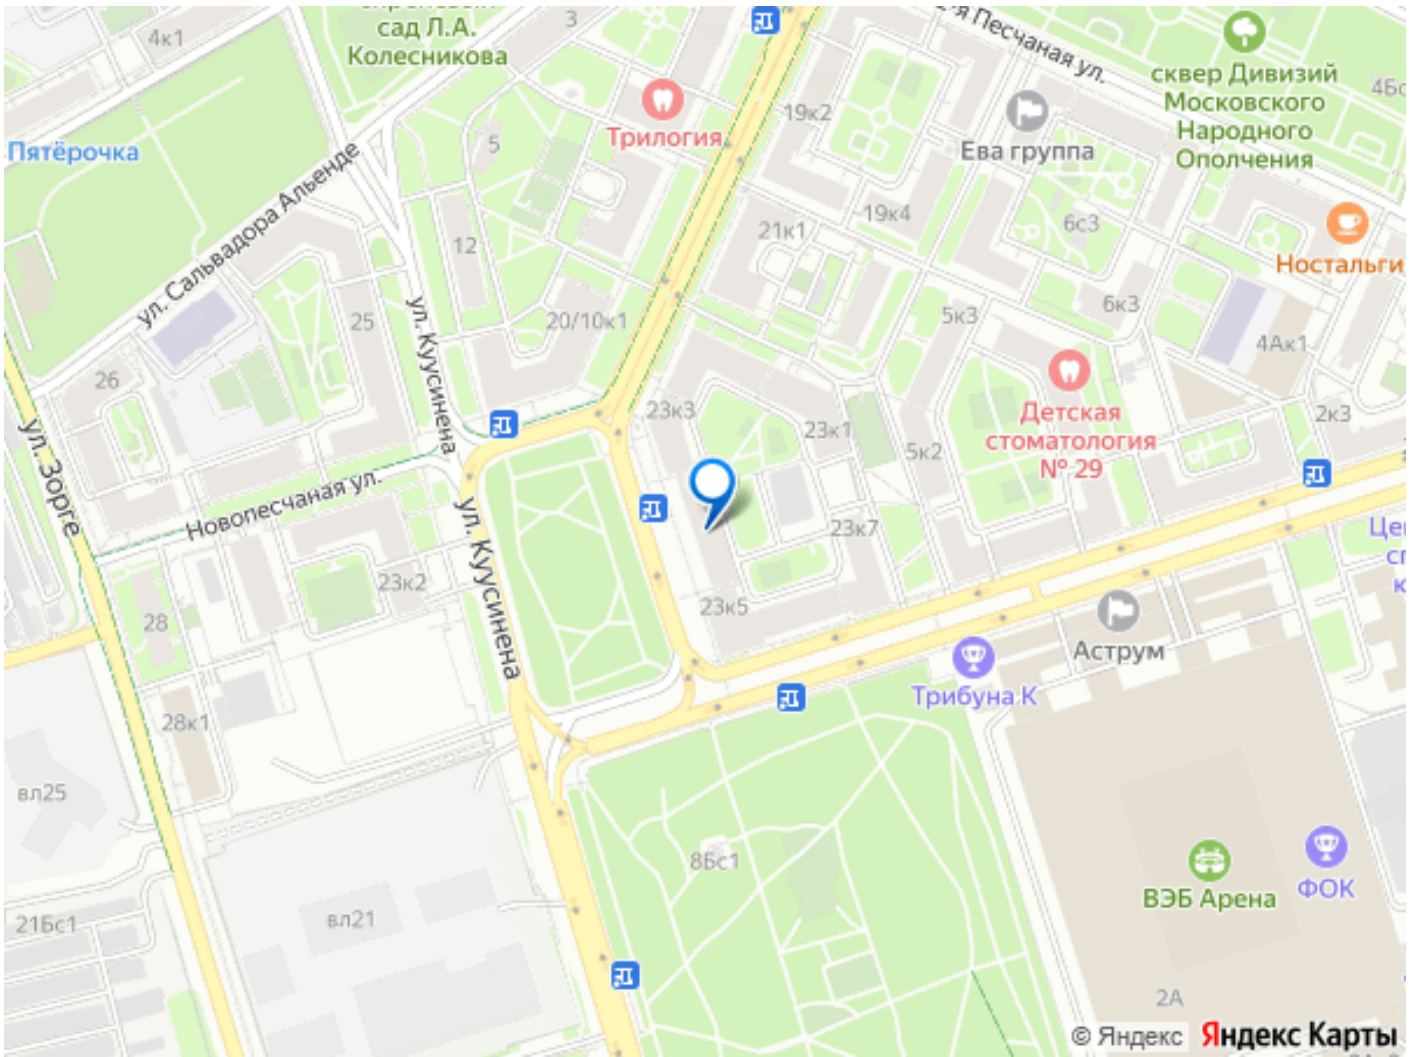 сад Л.А.
Колесникова
4к1
3
2-я Песчаная ул.
сквер Дивизий
Московского
Народного
Ополчения
Трилогия
19к2
Ева группа
Пятёрочка
5
ул. Сальвадора Альенде
19к4
6с3
21к1
12
Ностальги
6к3
5к3
4Ак1
25
20/10к1
ул. Куусинена
26
23к3
23к1
Детская
стоматология
№ 29
2к3
5к2
ул. Зорге
Новопесчаная ул.
ул. Куусинена
23к7
23к2
23к5
28
Аструм
Трибуна К
28к1
вл25
8Бс1
ВЭБ Арена
ФОК
21Бс1
вл21
2А
© Яндекс
Яндекс Карты